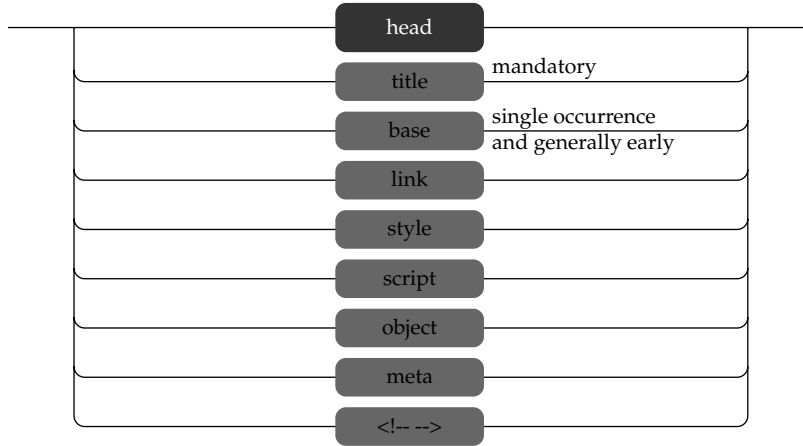 head
title
mandatory
base
single occurrence
and generally early
link
style
script
object
meta
<!-- -->